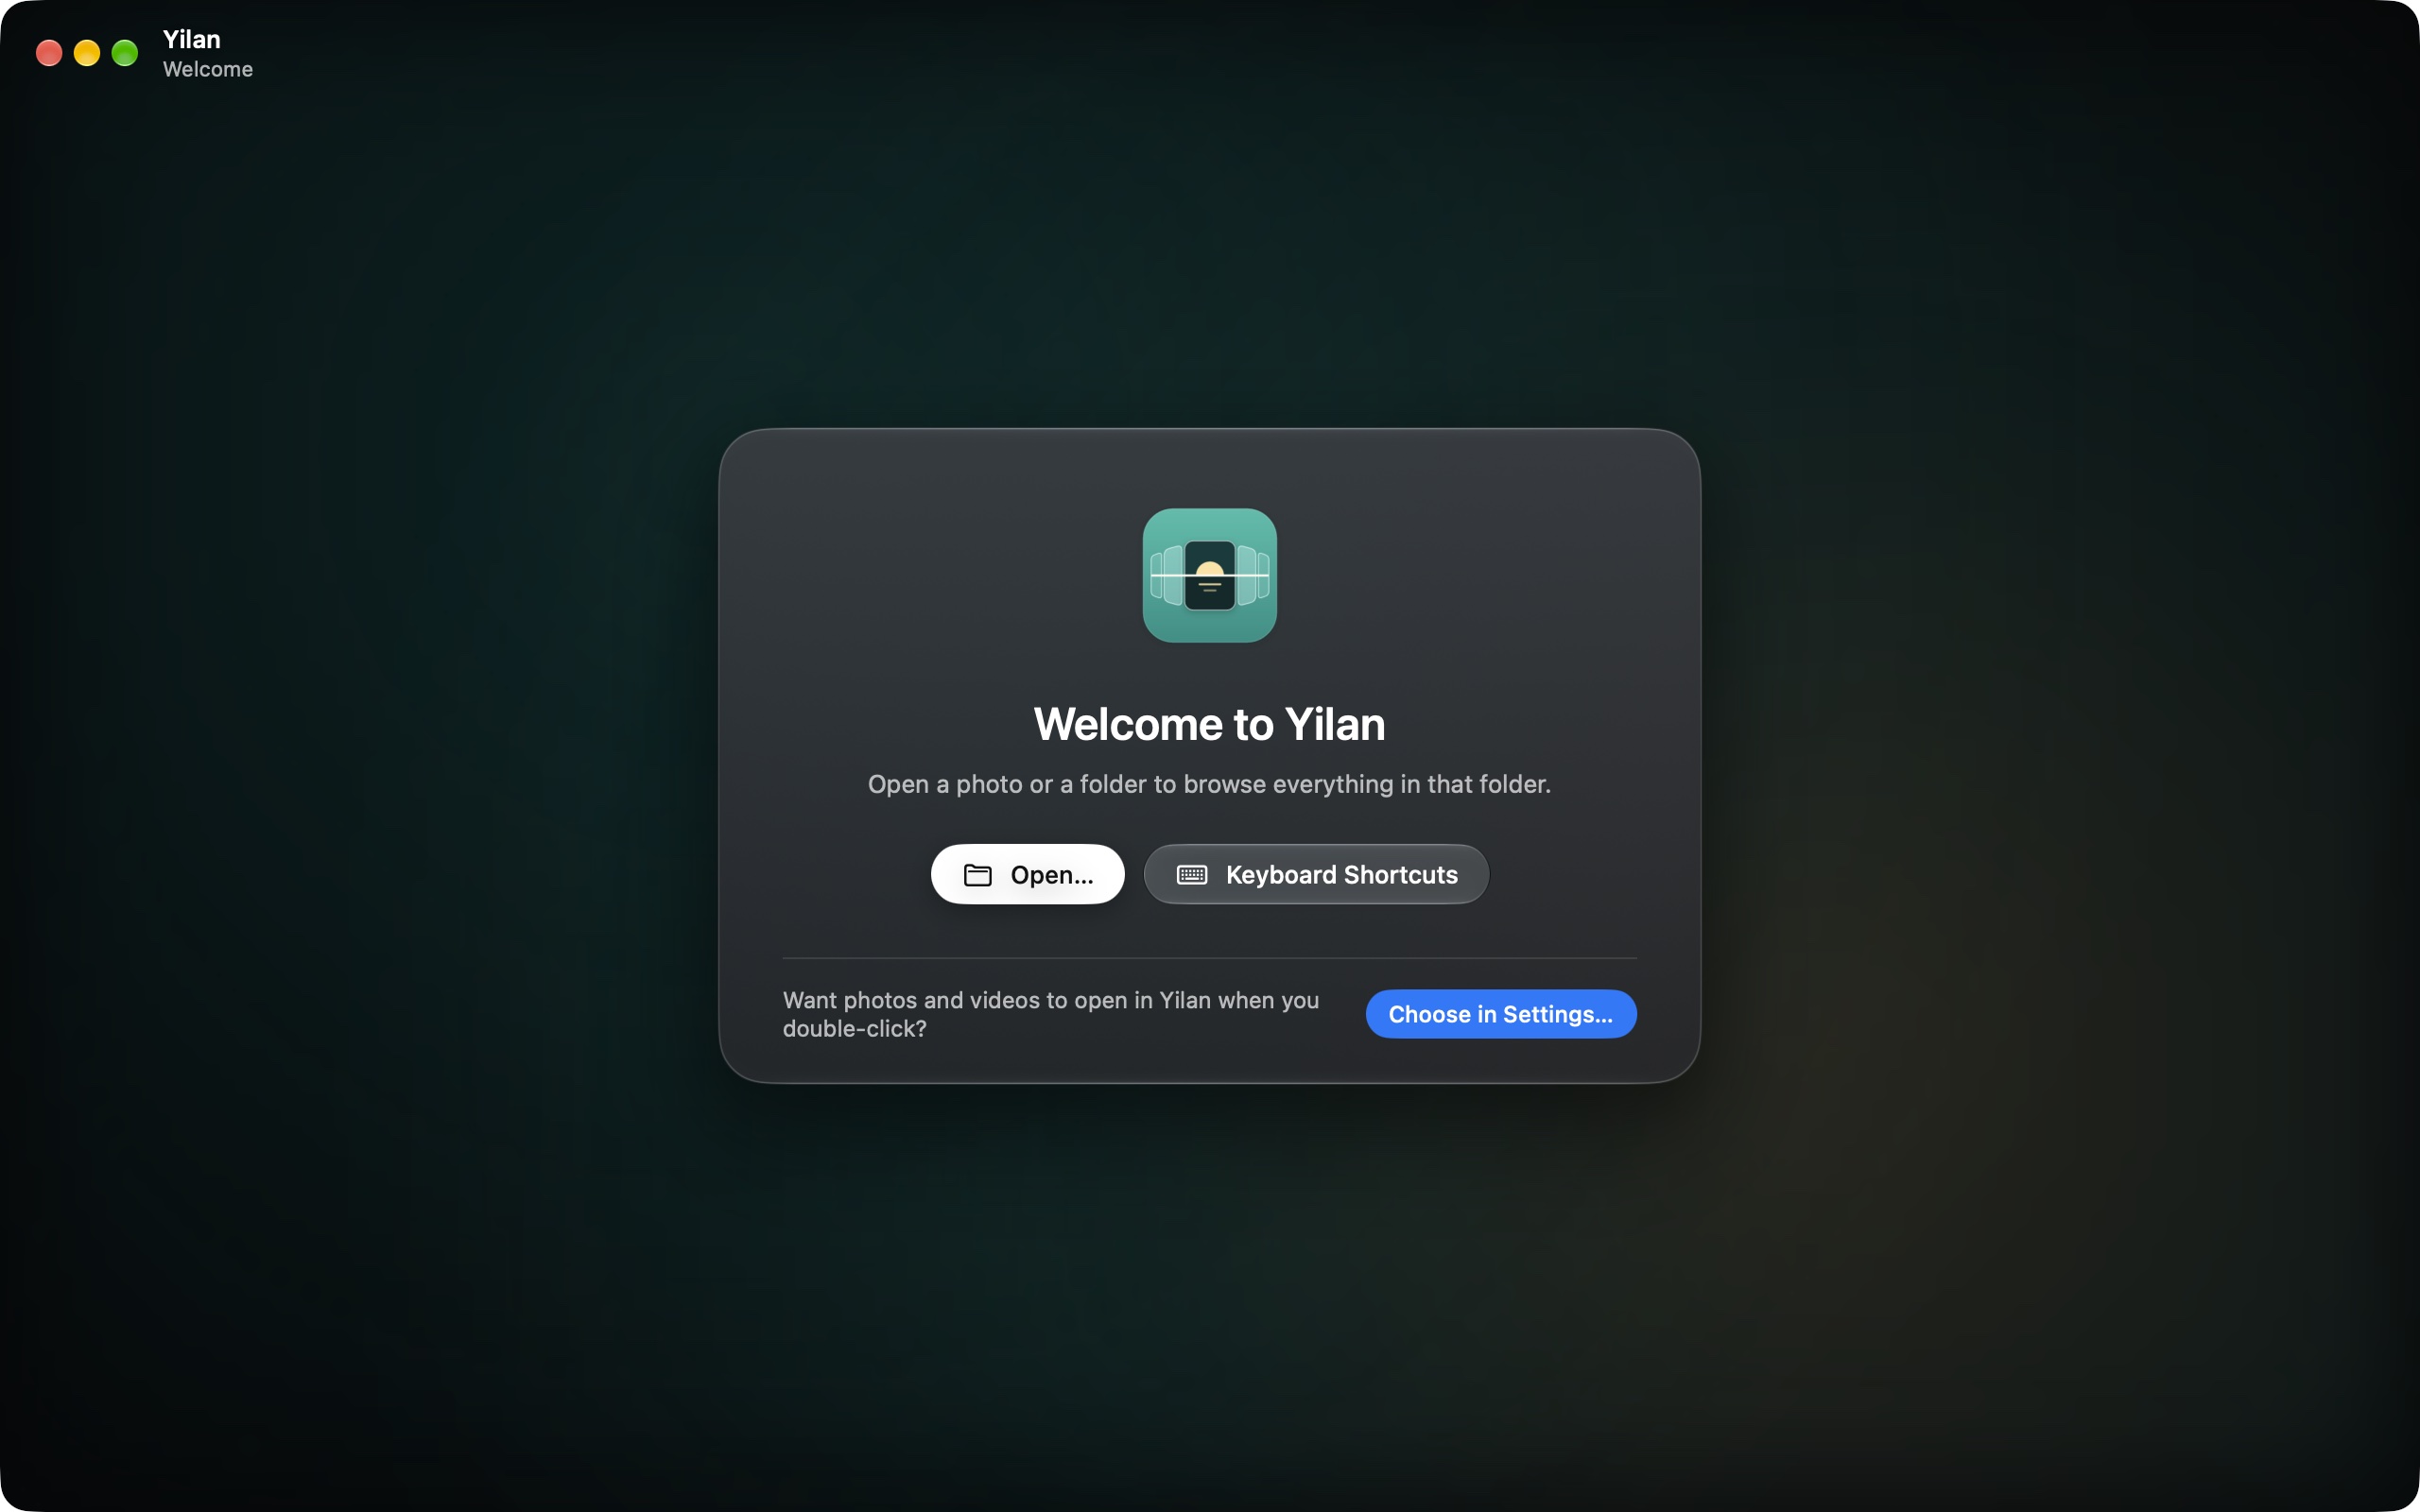 Yilan
Welcome
Welcome to Yilan
Open a photo or a folder to browse everything in that folder.
Open...
Keyboard Shortcuts
Want photos and videos to open in Yilan when you
double-click?
Choose in Settings...